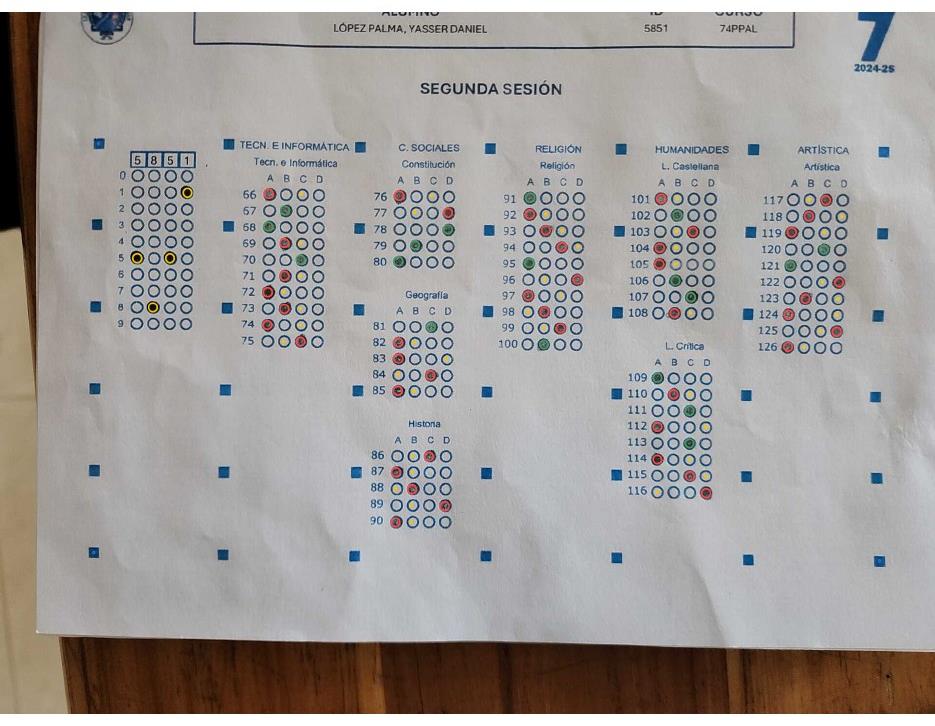 ALUMNO ID CURSO
LÓPEZ PALMA, YASSER DANIEL 5851 74PPAL
7
2024-25
SEGUNDA SESIÓN
5 8 5 1
0
1
2
3
4
5
6
7
8
9
TECN. E INFORMÁTICA
Tecn. e Informática
A B C D
66
67
68
69
70
71
72
73
74
75
C. SOCIALES
Constitución
A B C D
76
77
78
79
80
Geografía
A B C D
81
82
83
84
85
Historia
A B C D
86
87
88
89
90
RELIGIÓN
Religión
A B C D
91
92
93
94
95
96
97
98
99
100
HUMANIDADES
L. Castellana
A B C D
101
102
103
104
105
106
107
108
L. Crítica
A B C D
109
110
111
112
113
114
115
116
ARTÍSTICA
Artística
A B C D
117
118
119
120
121
122
123
124
125
126